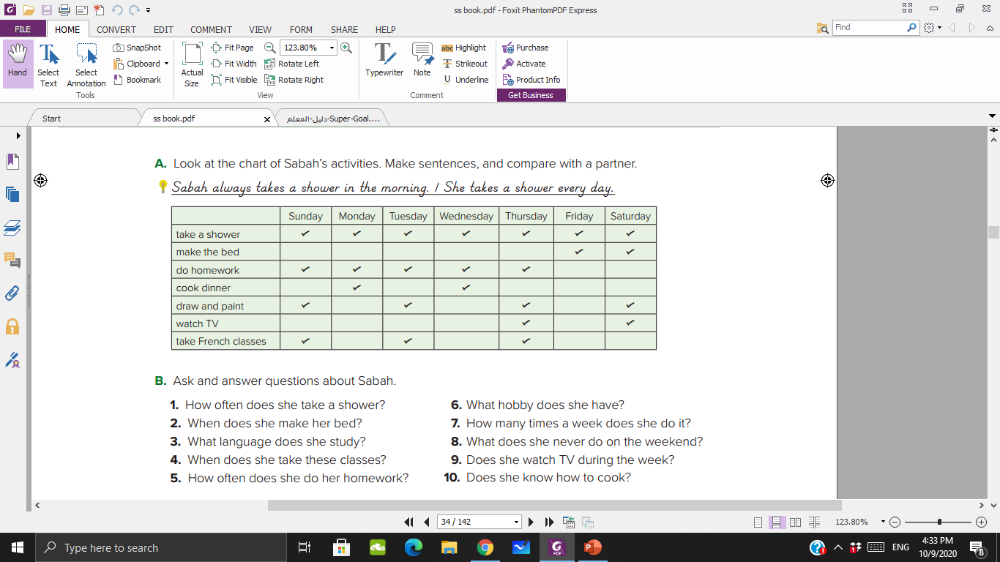 ss book.pdf - Foxit PhantomPDF Express
FILE HOME CONVERT EDIT COMMENT VIEW FORM SHARE HELP Find
Hand
Select Text
Select Annotation
SnapShot
Clipboard
Bookmark
Tools
Actual Size
Fit Page
Fit Width
Fit Visible
123.80%
Rotate Left
Rotate Right
View
Typewriter
Note
Highlight
Strikeout
Underline
Comment
Purchase
Activate
Product Info
Get Business
Start ss book.pdf دليل-المعلم-Super-Goal....
A. Look at the chart of Sabah's activities. Make sentences, and compare with a partner.
Sabah always takes a shower in the morning. / She takes a shower every day.
Sunday Monday Tuesday Wednesday Thursday Friday Saturday
take a shower ✓ ✓ ✓ ✓ ✓ ✓ ✓
make the bed ✓ ✓
do homework ✓ ✓ ✓ ✓ ✓
cook dinner ✓ ✓
draw and paint ✓ ✓ ✓ ✓
watch TV ✓ ✓
take French classes ✓ ✓ ✓
B. Ask and answer questions about Sabah.
1. How often does she take a shower?
2. When does she make her bed?
3. What language does she study?
4. When does she take these classes?
5. How often does she do her homework?
6. What hobby does she have?
7. How many times a week does she do it?
8. What does she never do on the weekend?
9. Does she watch TV during the week?
10. Does she know how to cook?
34 / 142
123.80%
Type here to search
ENG
4:33 PM
10/9/2020
8